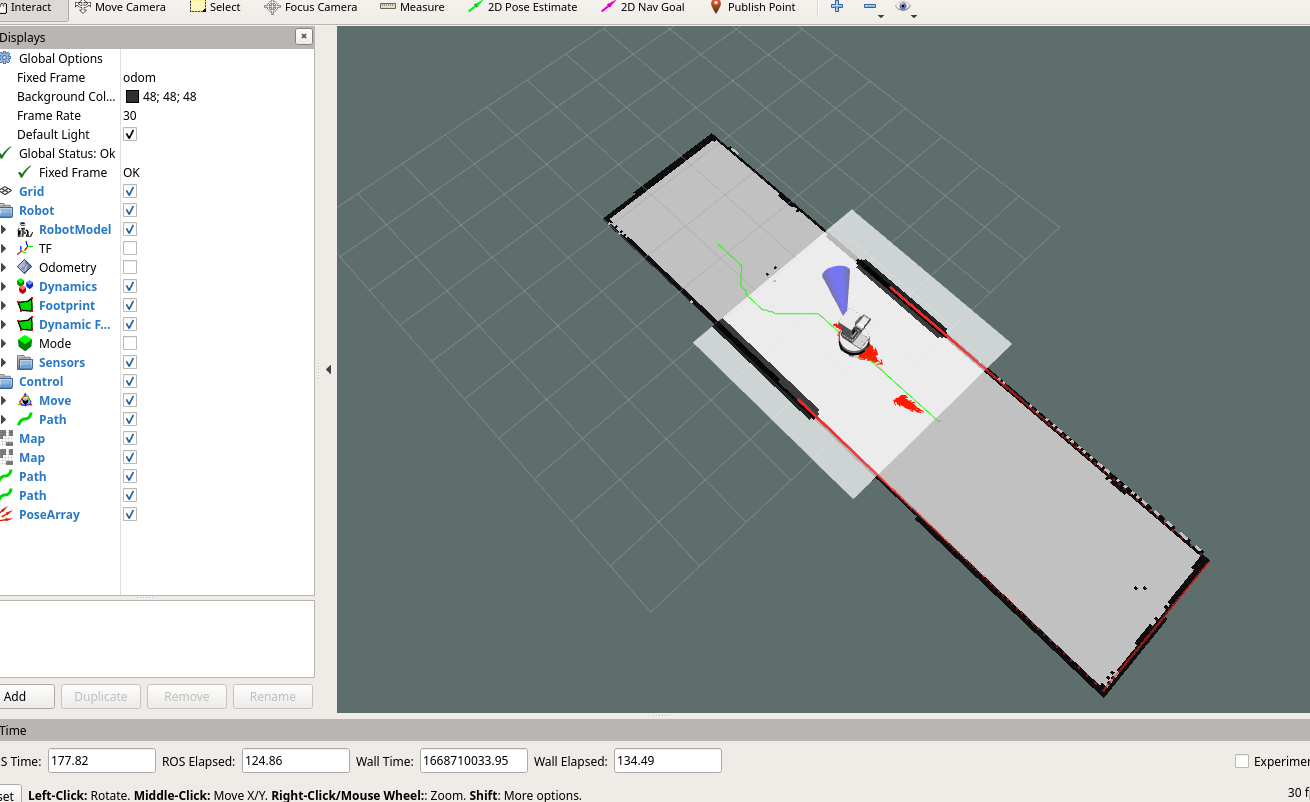 Interact Move Camera Select Focus Camera Measure 2D Pose Estimate 2D Nav Goal Publish Point
Displays
Global Options
Fixed Frame odom
Background Col... 48; 48; 48
Frame Rate 30
Default Light
Global Status: Ok
Fixed Frame OK
Grid
Robot
RobotModel
TF
Odometry
Dynamics
Footprint
Dynamic F...
Mode
Sensors
Control
Move
Path
Map
Map
Path
Path
PoseArray
Add Duplicate Remove Rename
Time
S Time: 177.82 ROS Elapsed: 124.86 Wall Time: 1668710033.95 Wall Elapsed: 134.49 Experimen
set Left-Click: Rotate. Middle-Click: Move X/Y. Right-Click/Mouse Wheel:: Zoom. Shift: More options. 30 f